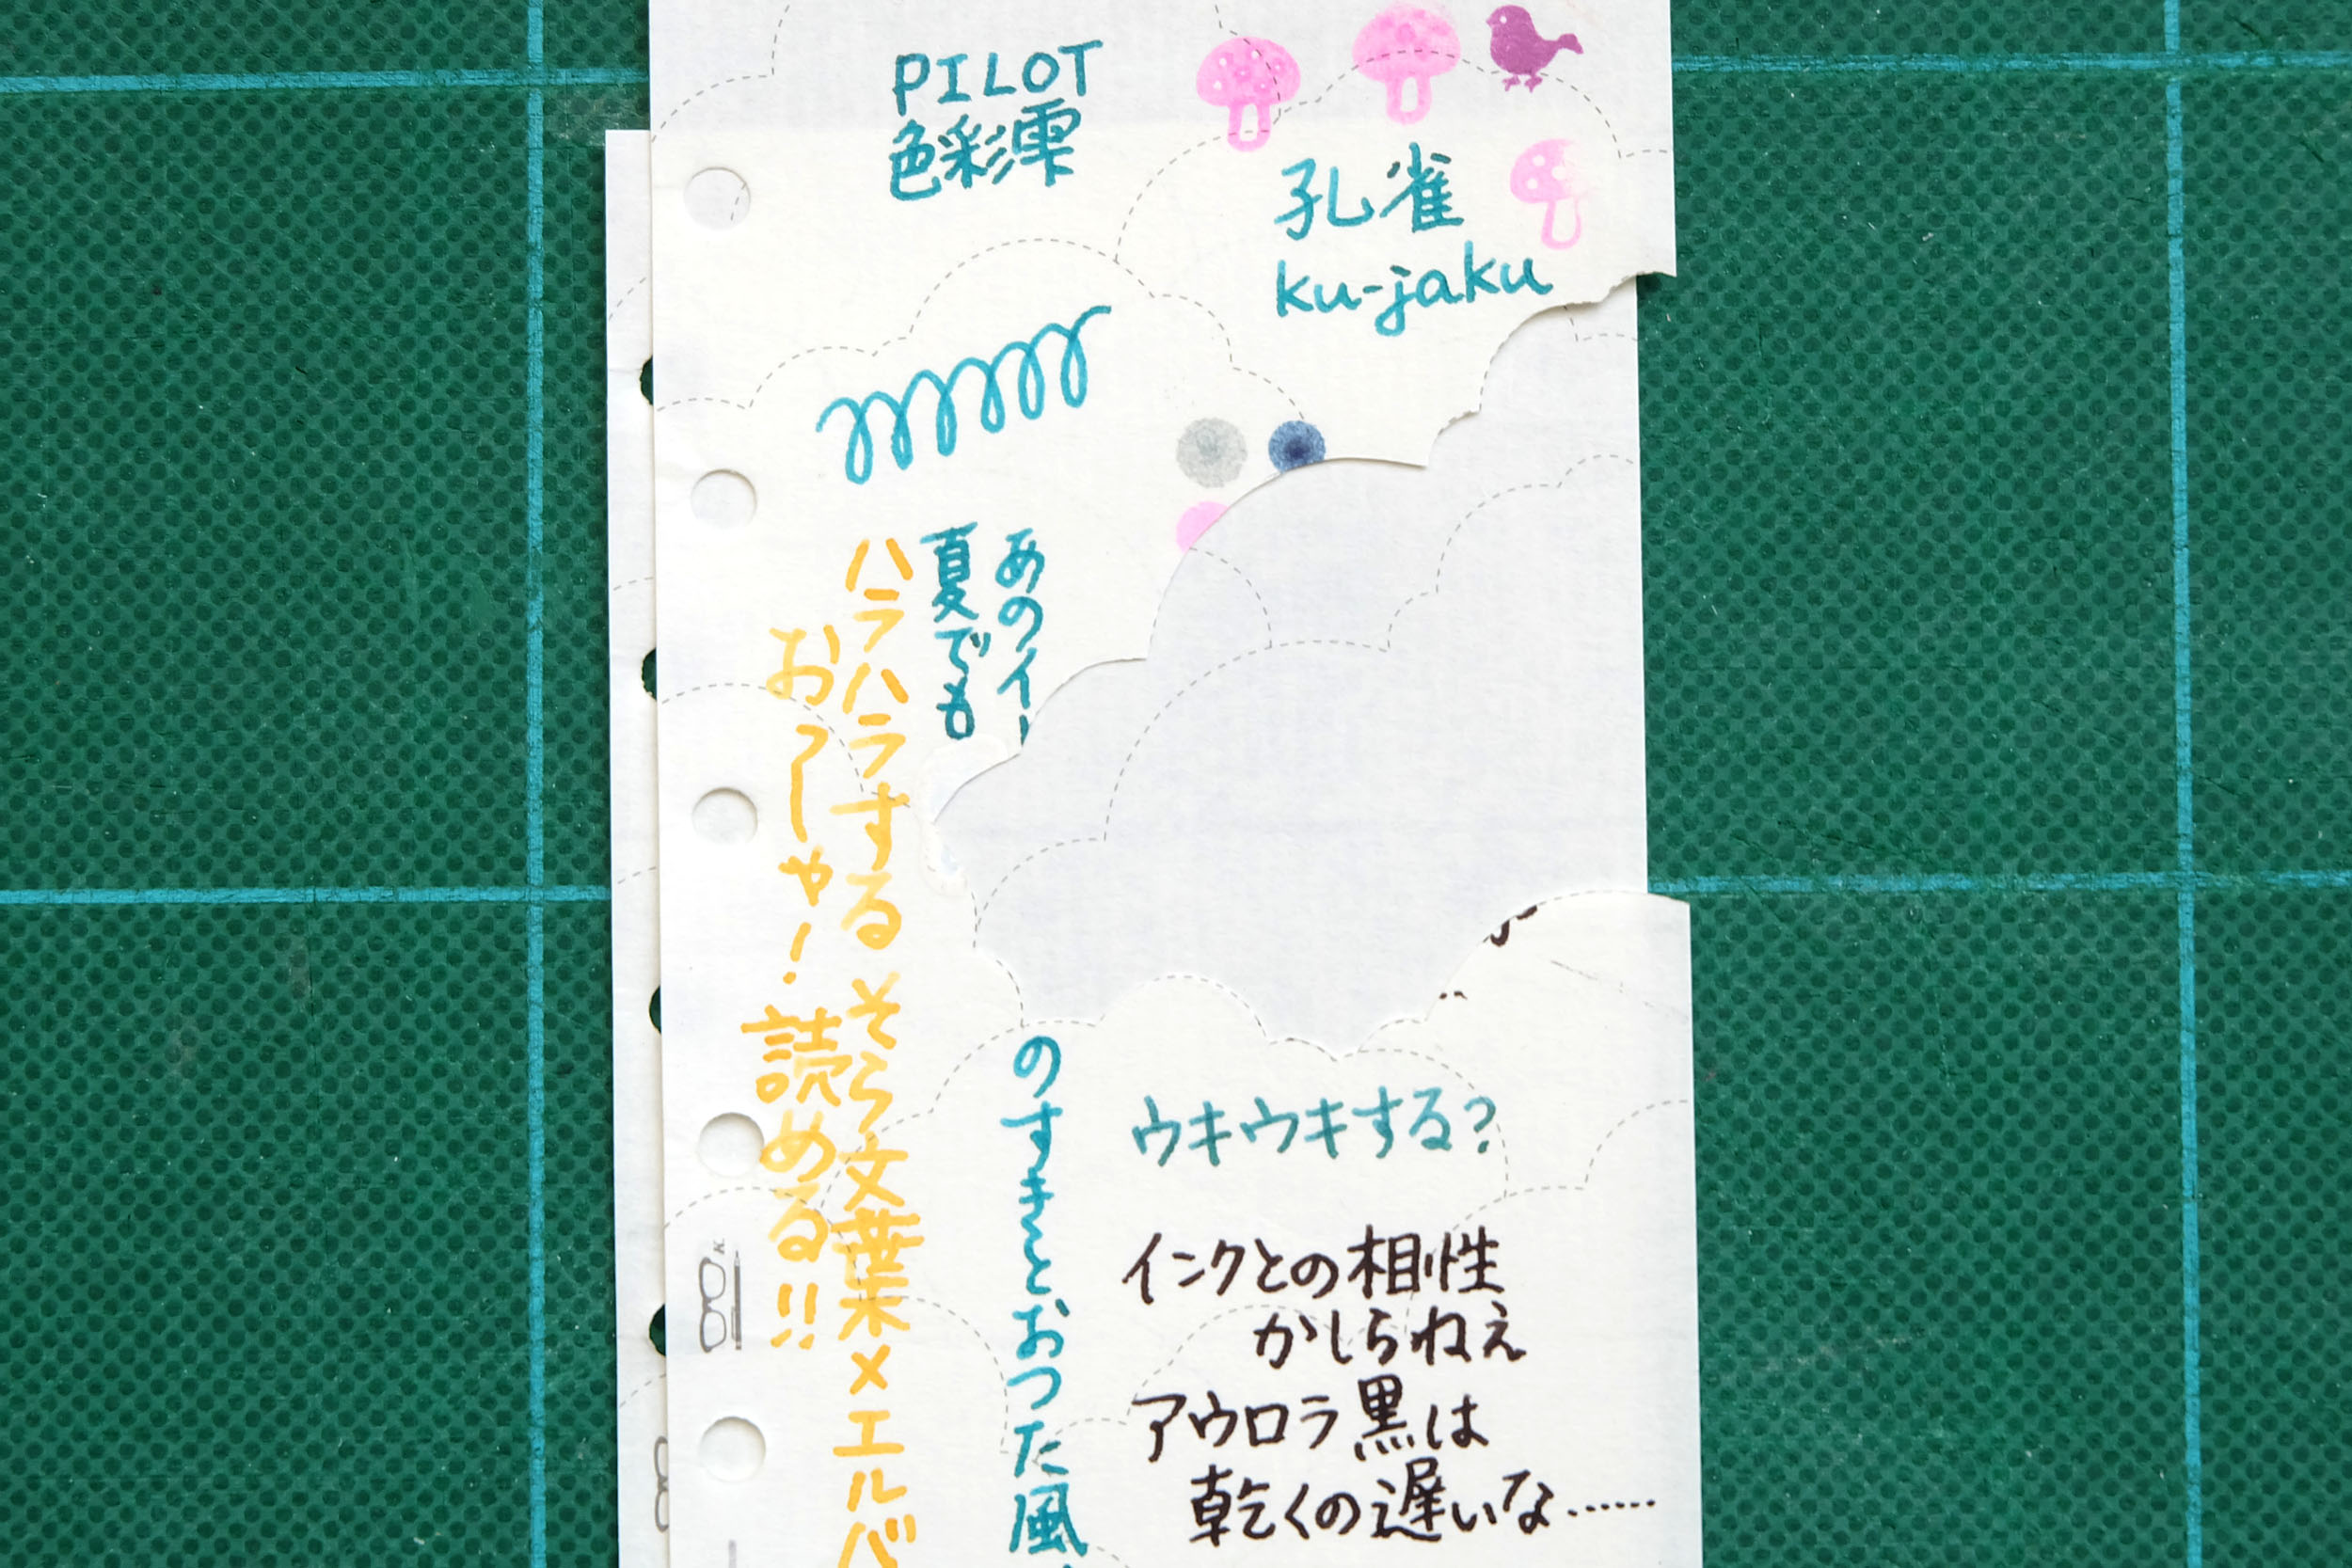 PILOT
色彩雫
孔雀
ku-jaku
あのイー
夏でも
ハラハラする そら文葉×エルバ
おっしゃ！読める!!
のすきとおった風
ウキウキする？
インクとの相性
かしらねぇ
アウロラ黒は
乾くの遅いな……